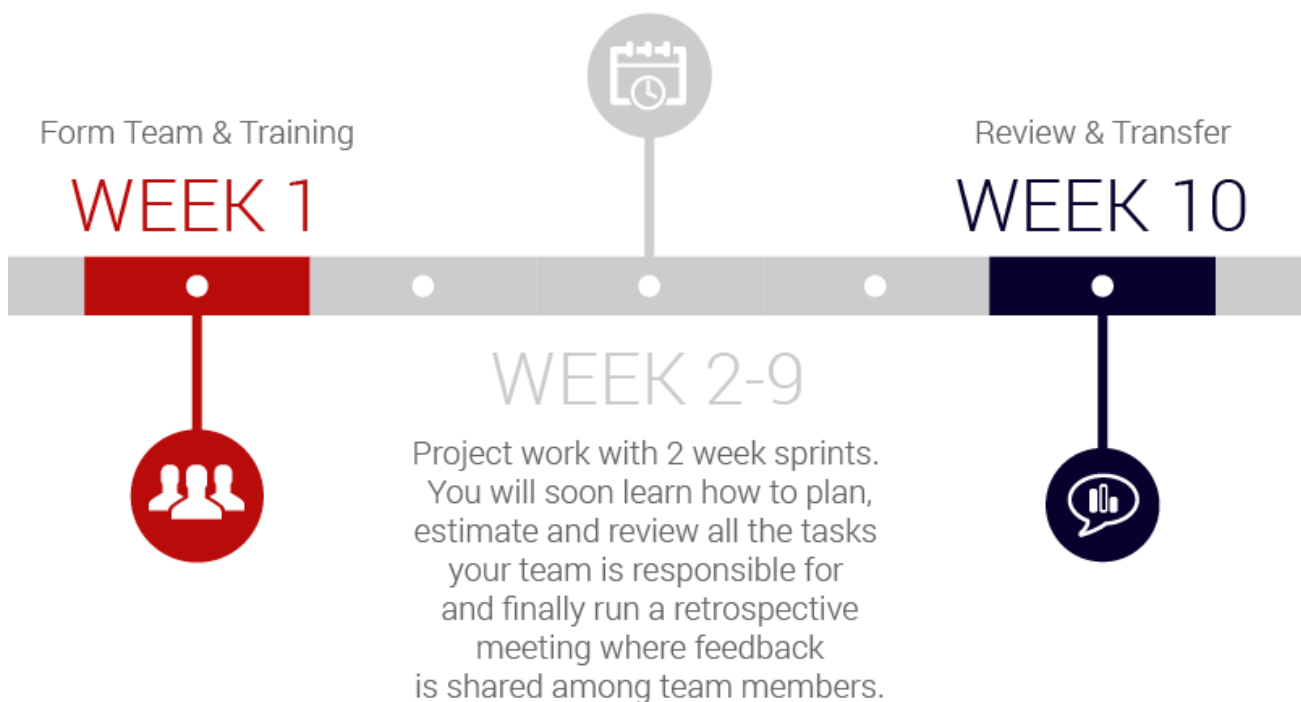 Form Team & Training
WEEK 1
Review & Transfer
WEEK 10
WEEK 2-9
Project work with 2 week sprints.
You will soon learn how to plan,
estimate and review all the tasks
your team is responsible for
and finally run a retrospective
meeting where feedback
is shared among team members.